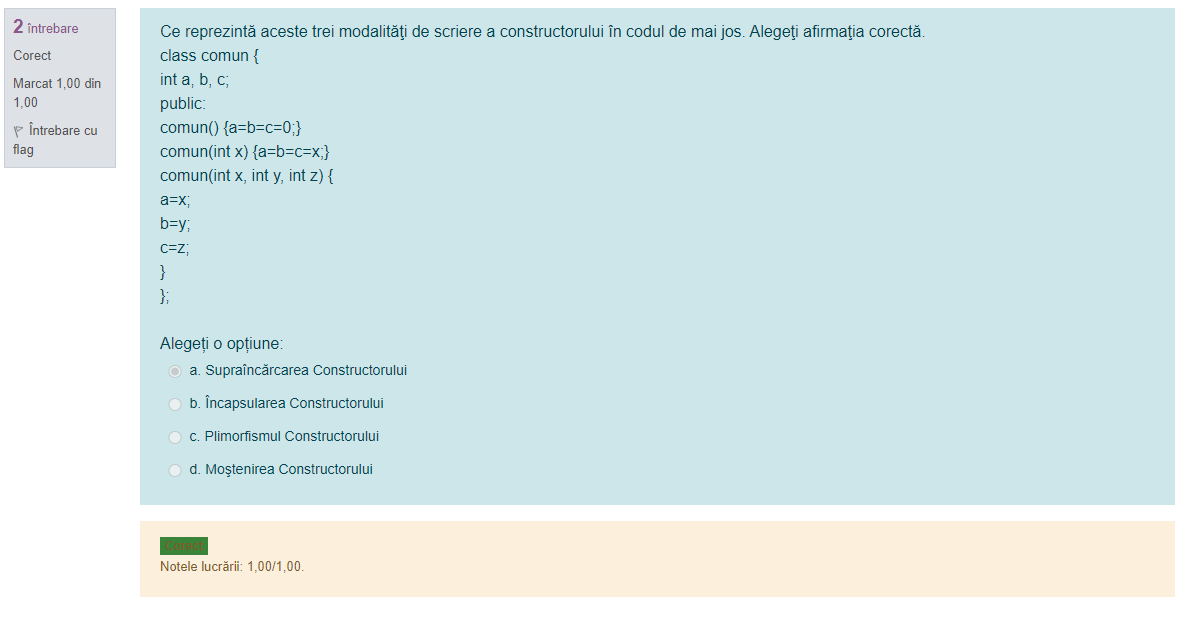 2 întrebare
Corect
Marcat 1,00 din
1,00
Întrebare cu
flag
Ce reprezintă aceste trei modalităţi de scriere a constructorului în codul de mai jos. Alegeţi afirmaţia corectă.
class comun {
int a, b, c;
public:
comun() {a=b=c=0;}
comun(int x) {a=b=c=x;}
comun(int x, int y, int z) {
a=x;
b=y;
c=z;
}
};
Alegeți o opțiune:
a. Supraîncărcarea Constructorului
b. Încapsularea Constructorului
c. Plimorfismul Constructorului
d. Moştenirea Constructorului
Corect
Notele lucrării: 1,00/1,00.